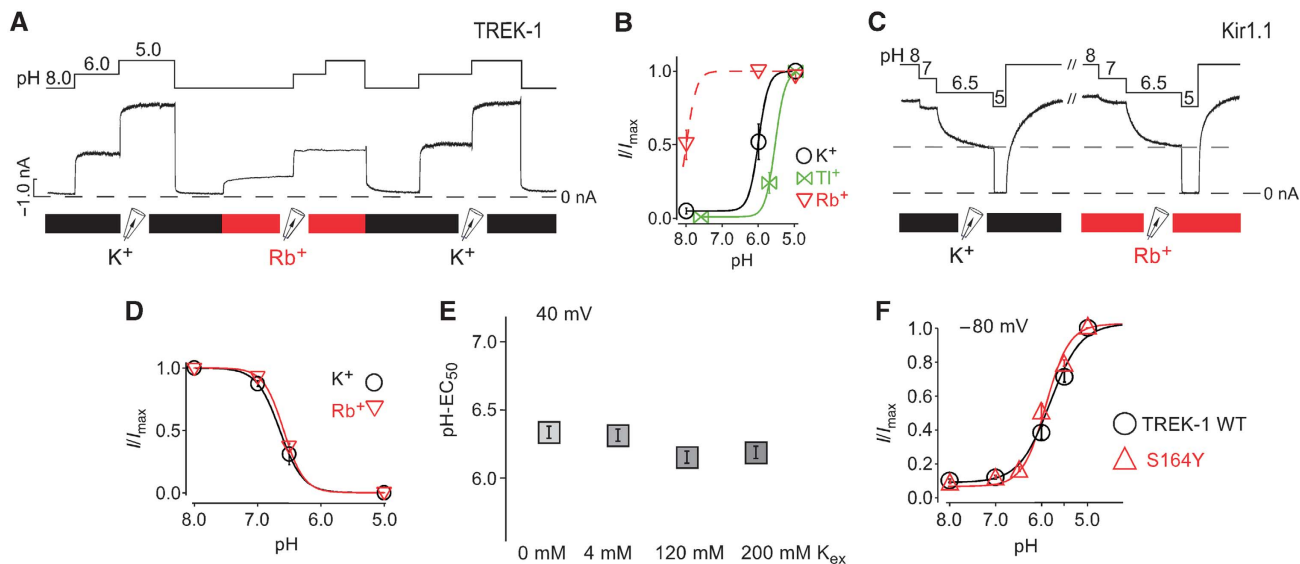 A
TREK-1
pH 8.0 6.0 5.0
–1.0 nA
0 nA
K+ Rb+ K+
B
I/Imax
1.0
0.5
0.0
K+
Tl+
Rb+
8.0 6.0 5.0
pH
C
Kir1.1
pH 8 7 6.5 5 // 8 7 6.5 5
//
0 nA
K+ Rb+
D
I/Imax
1.0
0.5
0.0
K+
Rb+
8.0 7.0 6.0 5.0
pH
E
40 mV
pH-EC50
7.0
6.5
6.0
0 mM 4 mM 120 mM 200 mM Kex
F
–80 mV
I/Imax
1.0
0.8
0.6
0.4
0.2
0.0
TREK-1 WT
S164Y
8.0 7.0 6.0 5.0
pH